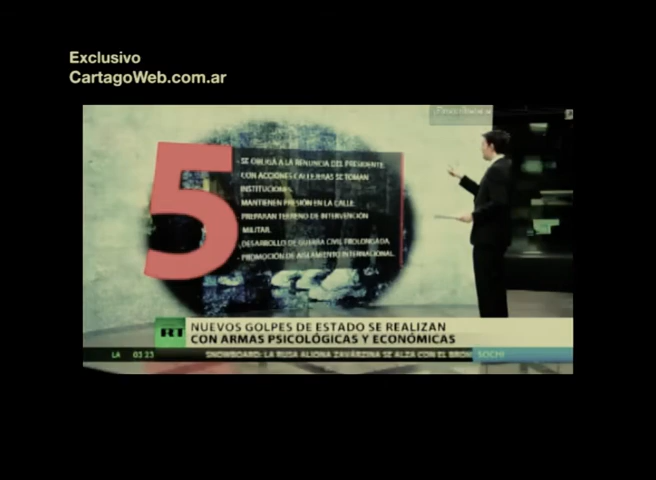 Exclusivo
CartagoWeb.com.ar
5
- SE OBLIGA A LA RENUNCIA DEL PRESIDENTE.
CON ACCIONES CALLEJERAS SE TOMAN
INSTITUCIONES.
- MANTIENEN PRESIÓN EN LA CALLE.
- PREPARAN TERRENO DE INTERVENCIÓN
MILITAR.
- DESARROLLO DE GUERRA CIVIL PROLONGADA.
- PROMOCIÓN DE AISLAMIENTO INTERNACIONAL.
RT
NUEVOS GOLPES DE ESTADO SE REALIZAN
CON ARMAS PSICOLÓGICAS Y ECONÓMICAS
LA 03:23
SNOWBOARD: LA RUSA ALIONA ZAVÁRZINA SE ALZA CON EL BRON
SOCHI